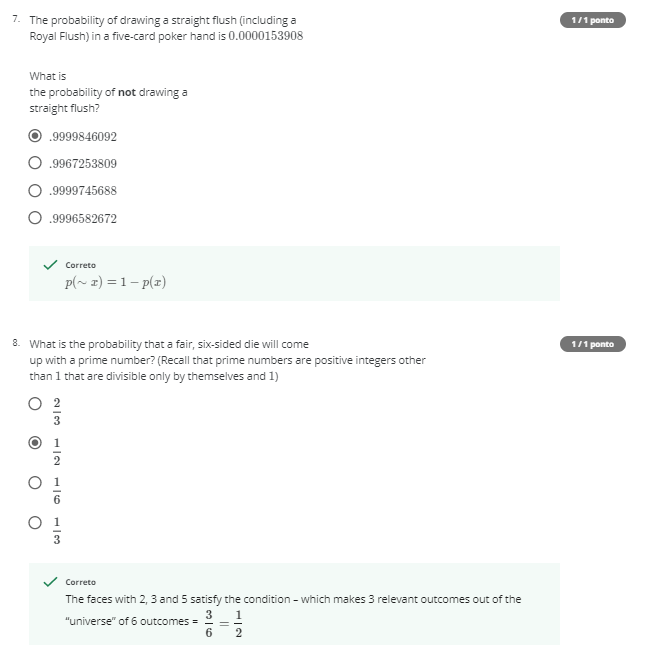 7. The probability of drawing a straight flush (including a
1 / 1 ponto
Royal Flush) in a five-card poker hand is 0.0000153908
What is
the probability of not drawing a
straight flush?
.9999846092
.9967253809
.9999745688
.9996582672
Correto
p(∼ x) = 1 − p(x)
8. What is the probability that a fair, six-sided die will come
1 / 1 ponto
up with a prime number? (Recall that prime numbers are positive integers other
than 1 that are divisible only by themselves and 1)
2/3
1/2
1/6
1/3
Correto
The faces with 2, 3 and 5 satisfy the condition – which makes 3 relevant outcomes out of the
"universe" of 6 outcomes = 3/6 = 1/2